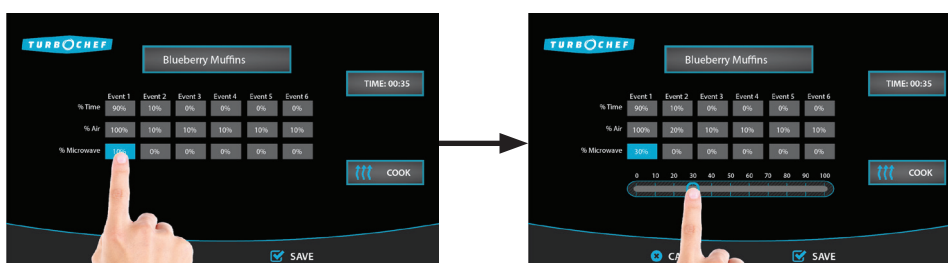 TURBOCHEF
Blueberry Muffins
TIME: 00:35
Event 1 Event 2 Event 3 Event 4 Event 5 Event 6
% Time 90% 10% 0% 0% 0% 0%
% Air 100% 10% 10% 10% 10% 10%
% Microwave 10% 0% 0% 0% 0% 0%
COOK
SAVE
TURBOCHEF
Blueberry Muffins
TIME: 00:35
Event 1 Event 2 Event 3 Event 4 Event 5 Event 6
% Time 90% 10% 0% 0% 0% 0%
% Air 100% 20% 10% 10% 10% 10%
% Microwave 30% 0% 0% 0% 0% 0%
COOK
0 10 20 30 40 50 60 70 80 90 100
SAVE